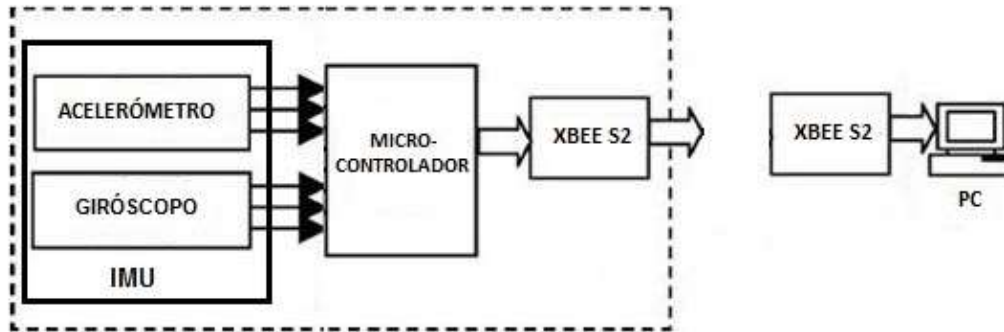 ACELERÓMETRO
GIRÓSCOPO
IMU
MICRO-
CONTROLADOR
XBEE S2
XBEE S2
PC